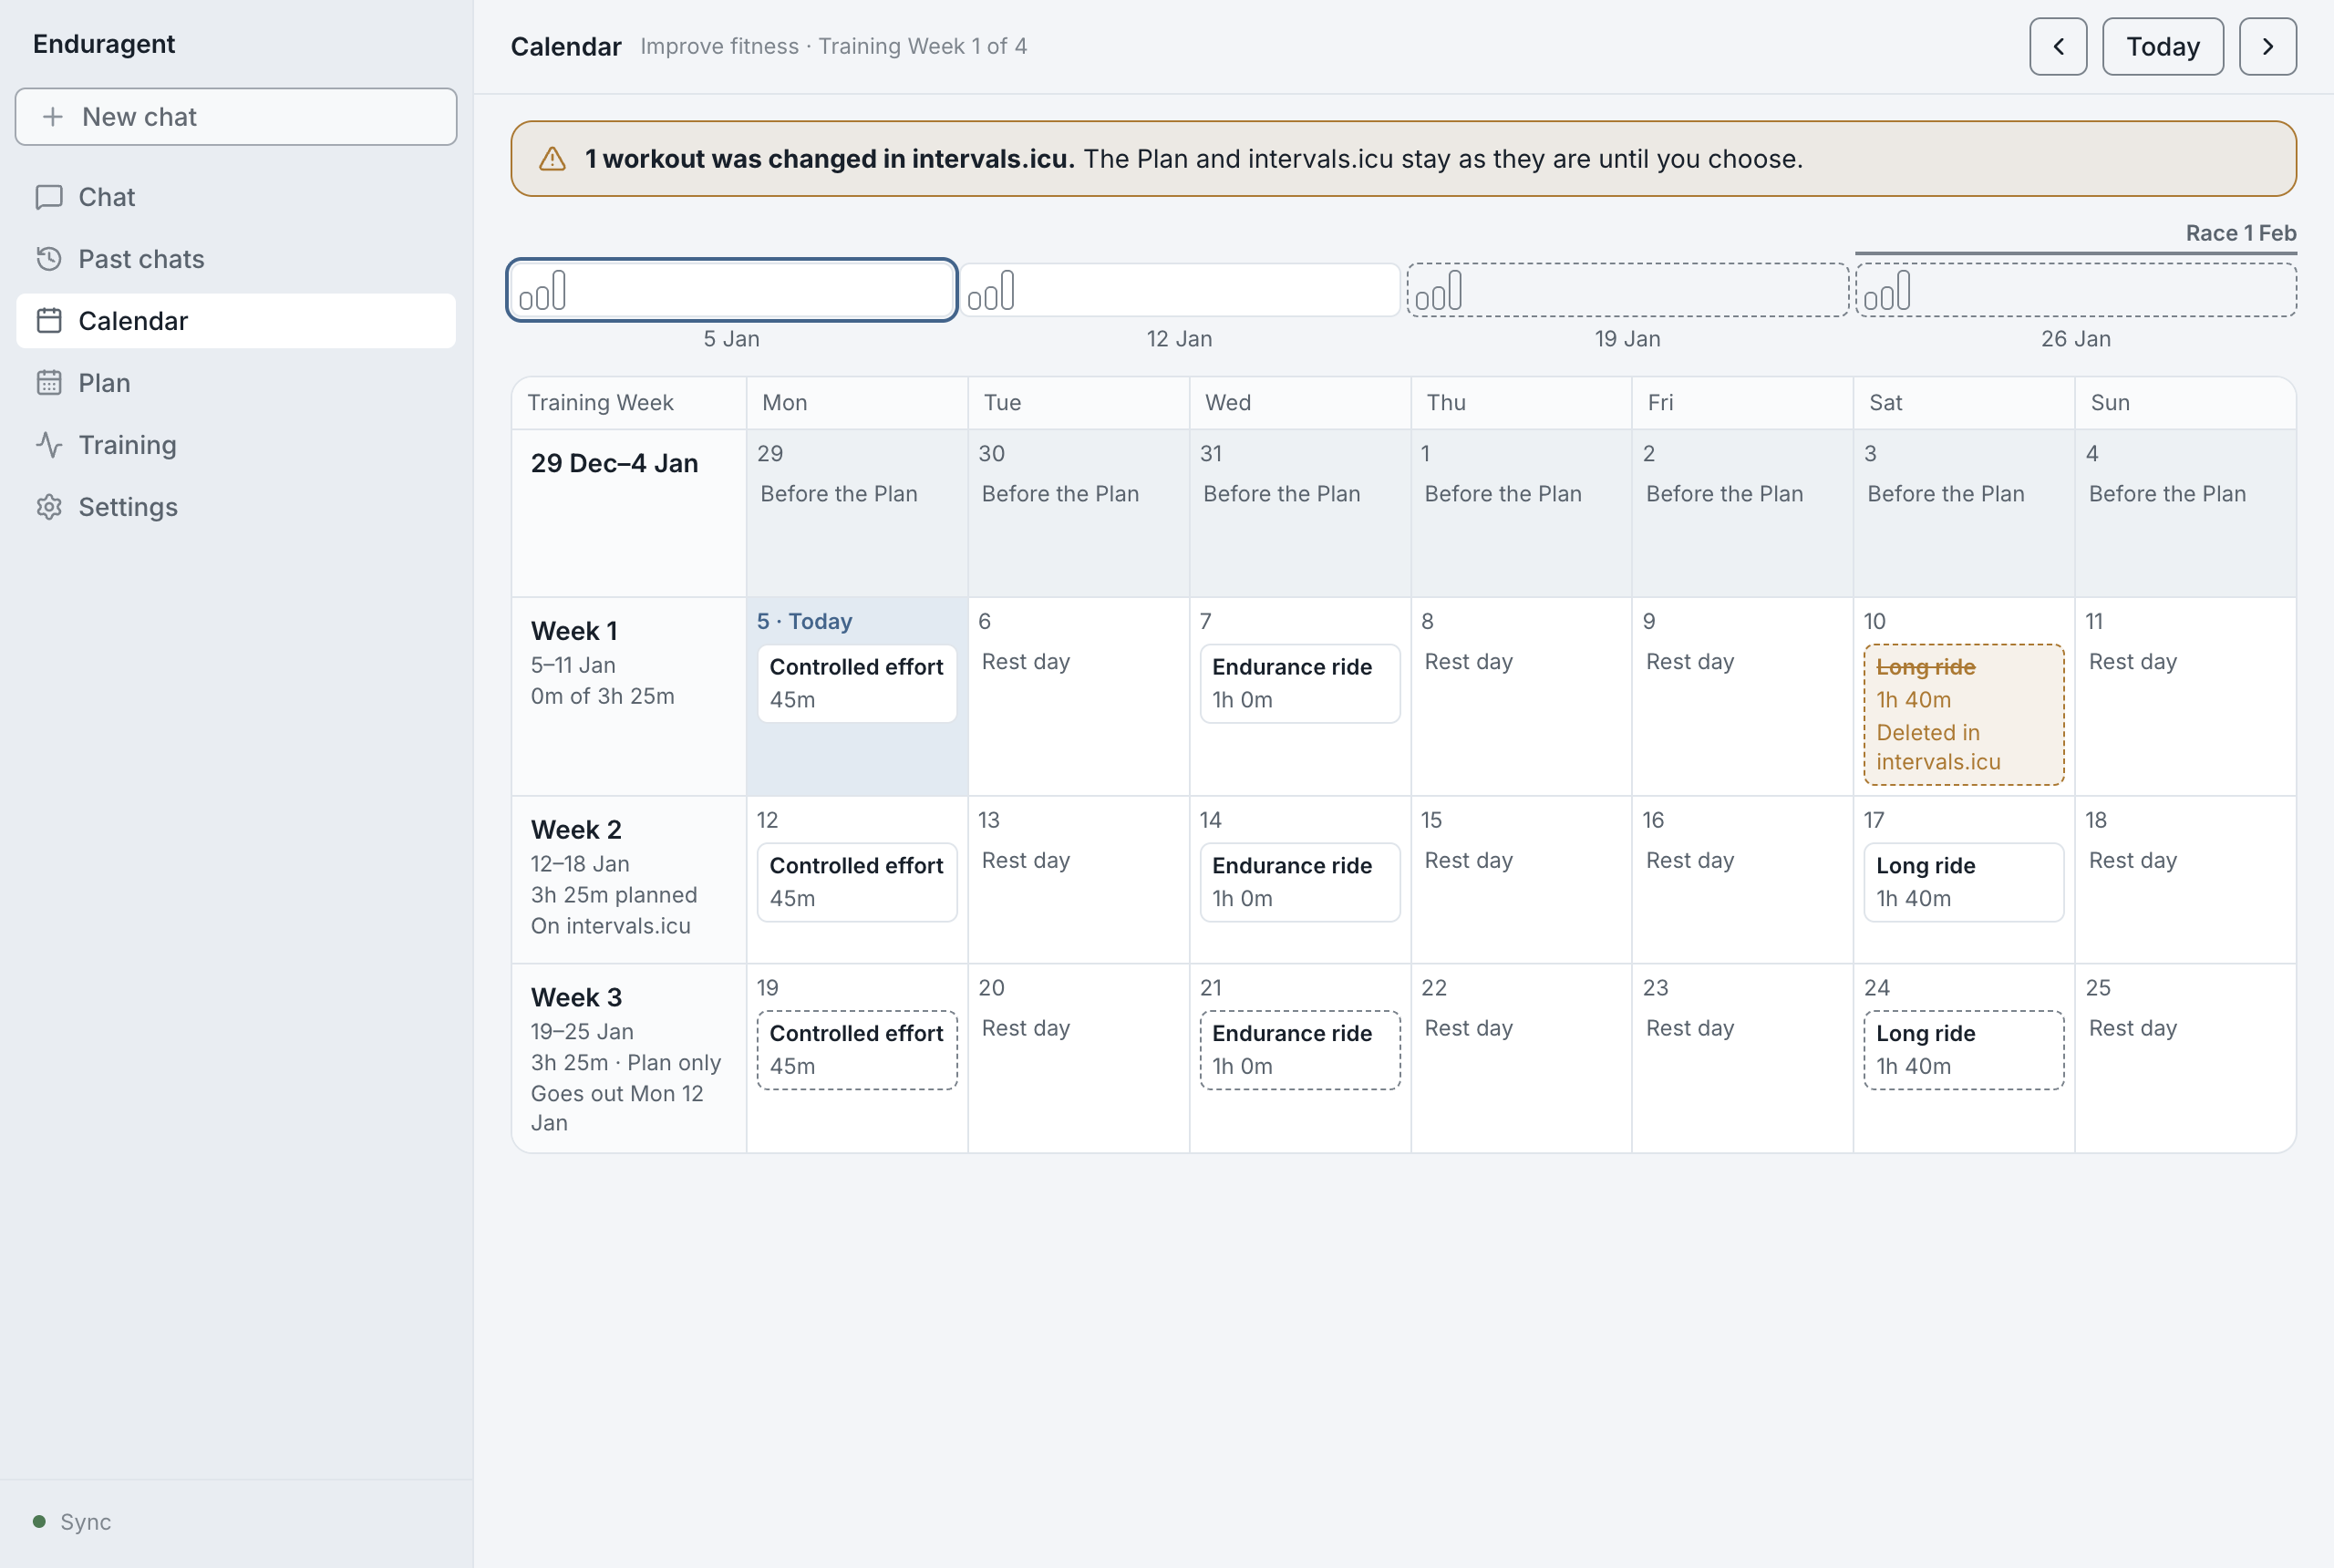 Enduragent
New chat
Chat
Past chats
Calendar
Plan
Training
Settings
Sync
Calendar
Improve fitness · Training Week 1 of 4
Today
1 workout was changed in intervals.icu. The Plan and intervals.icu stay as they are until you choose.
Race 1 Feb
5 Jan
12 Jan
19 Jan
26 Jan
Training Week
Mon
Tue
Wed
Thu
Fri
Sat
Sun
29 Dec–4 Jan
29
Before the Plan
30
Before the Plan
31
Before the Plan
1
Before the Plan
2
Before the Plan
3
Before the Plan
4
Before the Plan
Week 1
5–11 Jan
0m of 3h 25m
5 · Today
Controlled effort
45m
6
Rest day
7
Endurance ride
1h 0m
8
Rest day
9
Rest day
10
Long ride
1h 40m
Deleted in
intervals.icu
11
Rest day
Week 2
12–18 Jan
3h 25m planned
On intervals.icu
12
Controlled effort
45m
13
Rest day
14
Endurance ride
1h 0m
15
Rest day
16
Rest day
17
Long ride
1h 40m
18
Rest day
Week 3
19–25 Jan
3h 25m · Plan only
Goes out Mon 12
Jan
19
Controlled effort
45m
20
Rest day
21
Endurance ride
1h 0m
22
Rest day
23
Rest day
24
Long ride
1h 40m
25
Rest day